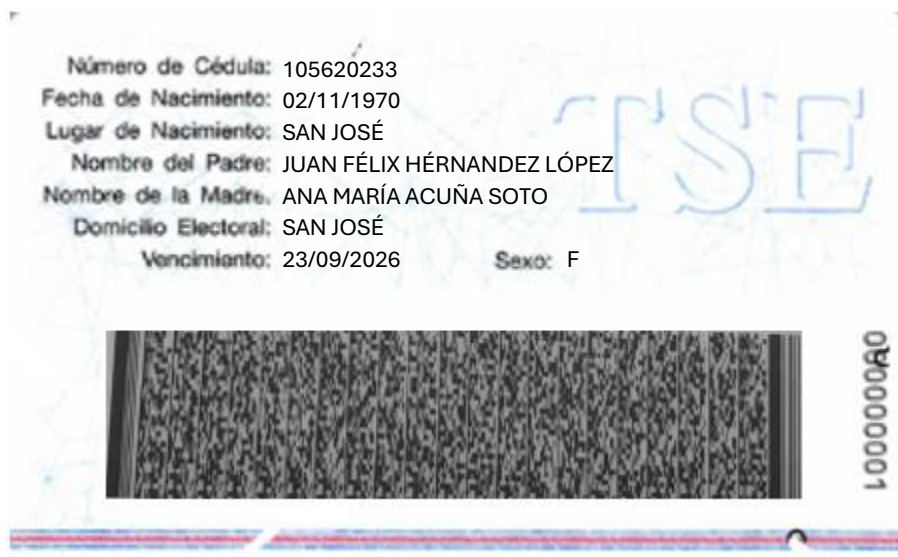 Número de Cédula: 105620233
Fecha de Nacimiento: 02/11/1970
Lugar de Nacimiento: SAN JOSÉ
Nombre del Padre: JUAN FÉLIX HÉRNANDEZ LÓPEZ
Nombre de la Madre: ANA MARÍA ACUÑA SOTO
Domicilio Electoral: SAN JOSÉ
Vencimiento: 23/09/2026 Sexo: F
TSE